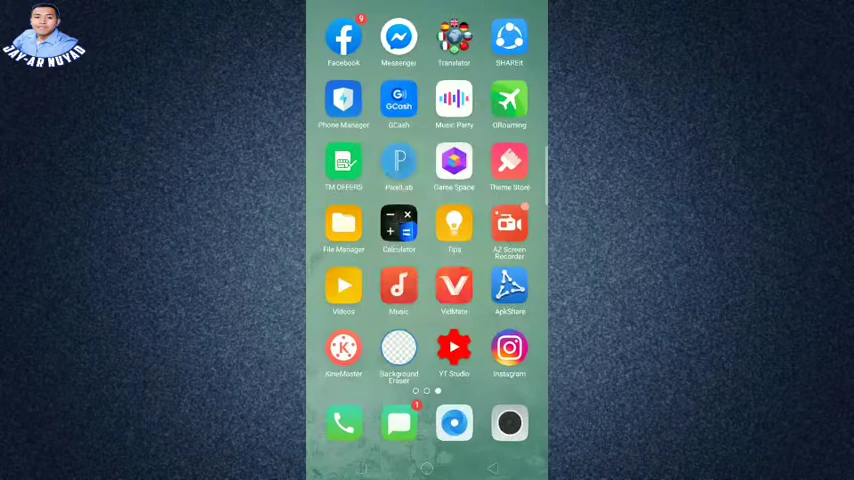 JAY-AR NUYAD
9
Facebook
Messenger
Translator
SHAREit
Phone Manager
GCash
GCash
Music Party
ORoaming
TM OFFERS
PixelLab
Game Space
Theme Store
File Manager
Calculator
Tips
AZ Screen
Recorder
Videos
Music
VidMate
ApkShare
KineMaster
Background
Eraser
YT Studio
Instagram
1